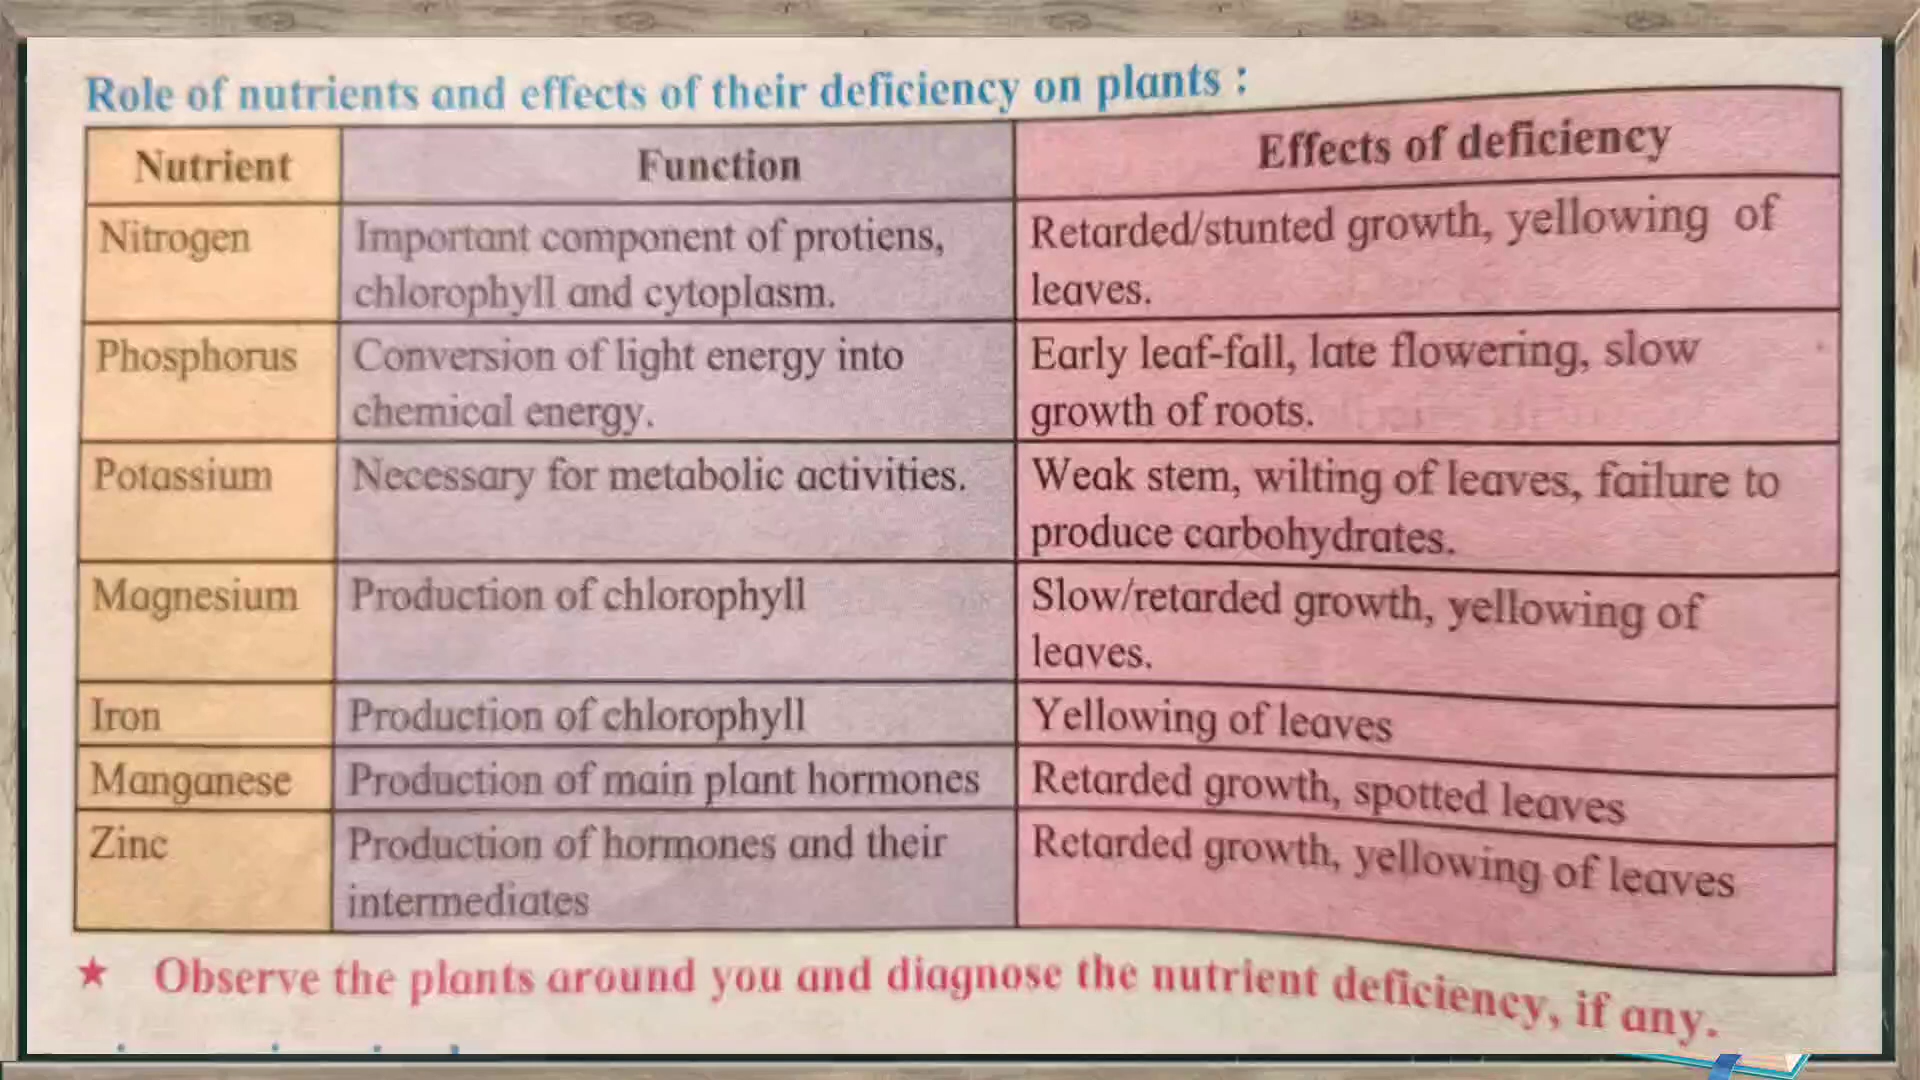 Role of nutrients and effects of their deficiency on plants :
Nutrient Function Effects of deficiency
Nitrogen Important component of protiens, Retarded/stunted growth, yellowing of
chlorophyll and cytoplasm. leaves.
Phosphorus Conversion of light energy into Early leaf-fall, late flowering, slow
chemical energy. growth of roots.
Potassium Necessary for metabolic activities. Weak stem, wilting of leaves, failure to
produce carbohydrates.
Magnesium Production of chlorophyll Slow/retarded growth, yellowing of
leaves.
Iron Production of chlorophyll Yellowing of leaves
Manganese Production of main plant hormones Retarded growth, spotted leaves
Zinc Production of hormones and their Retarded growth, yellowing of leaves
intermediates
★ Observe the plants around you and diagnose the nutrient deficiency, if any.